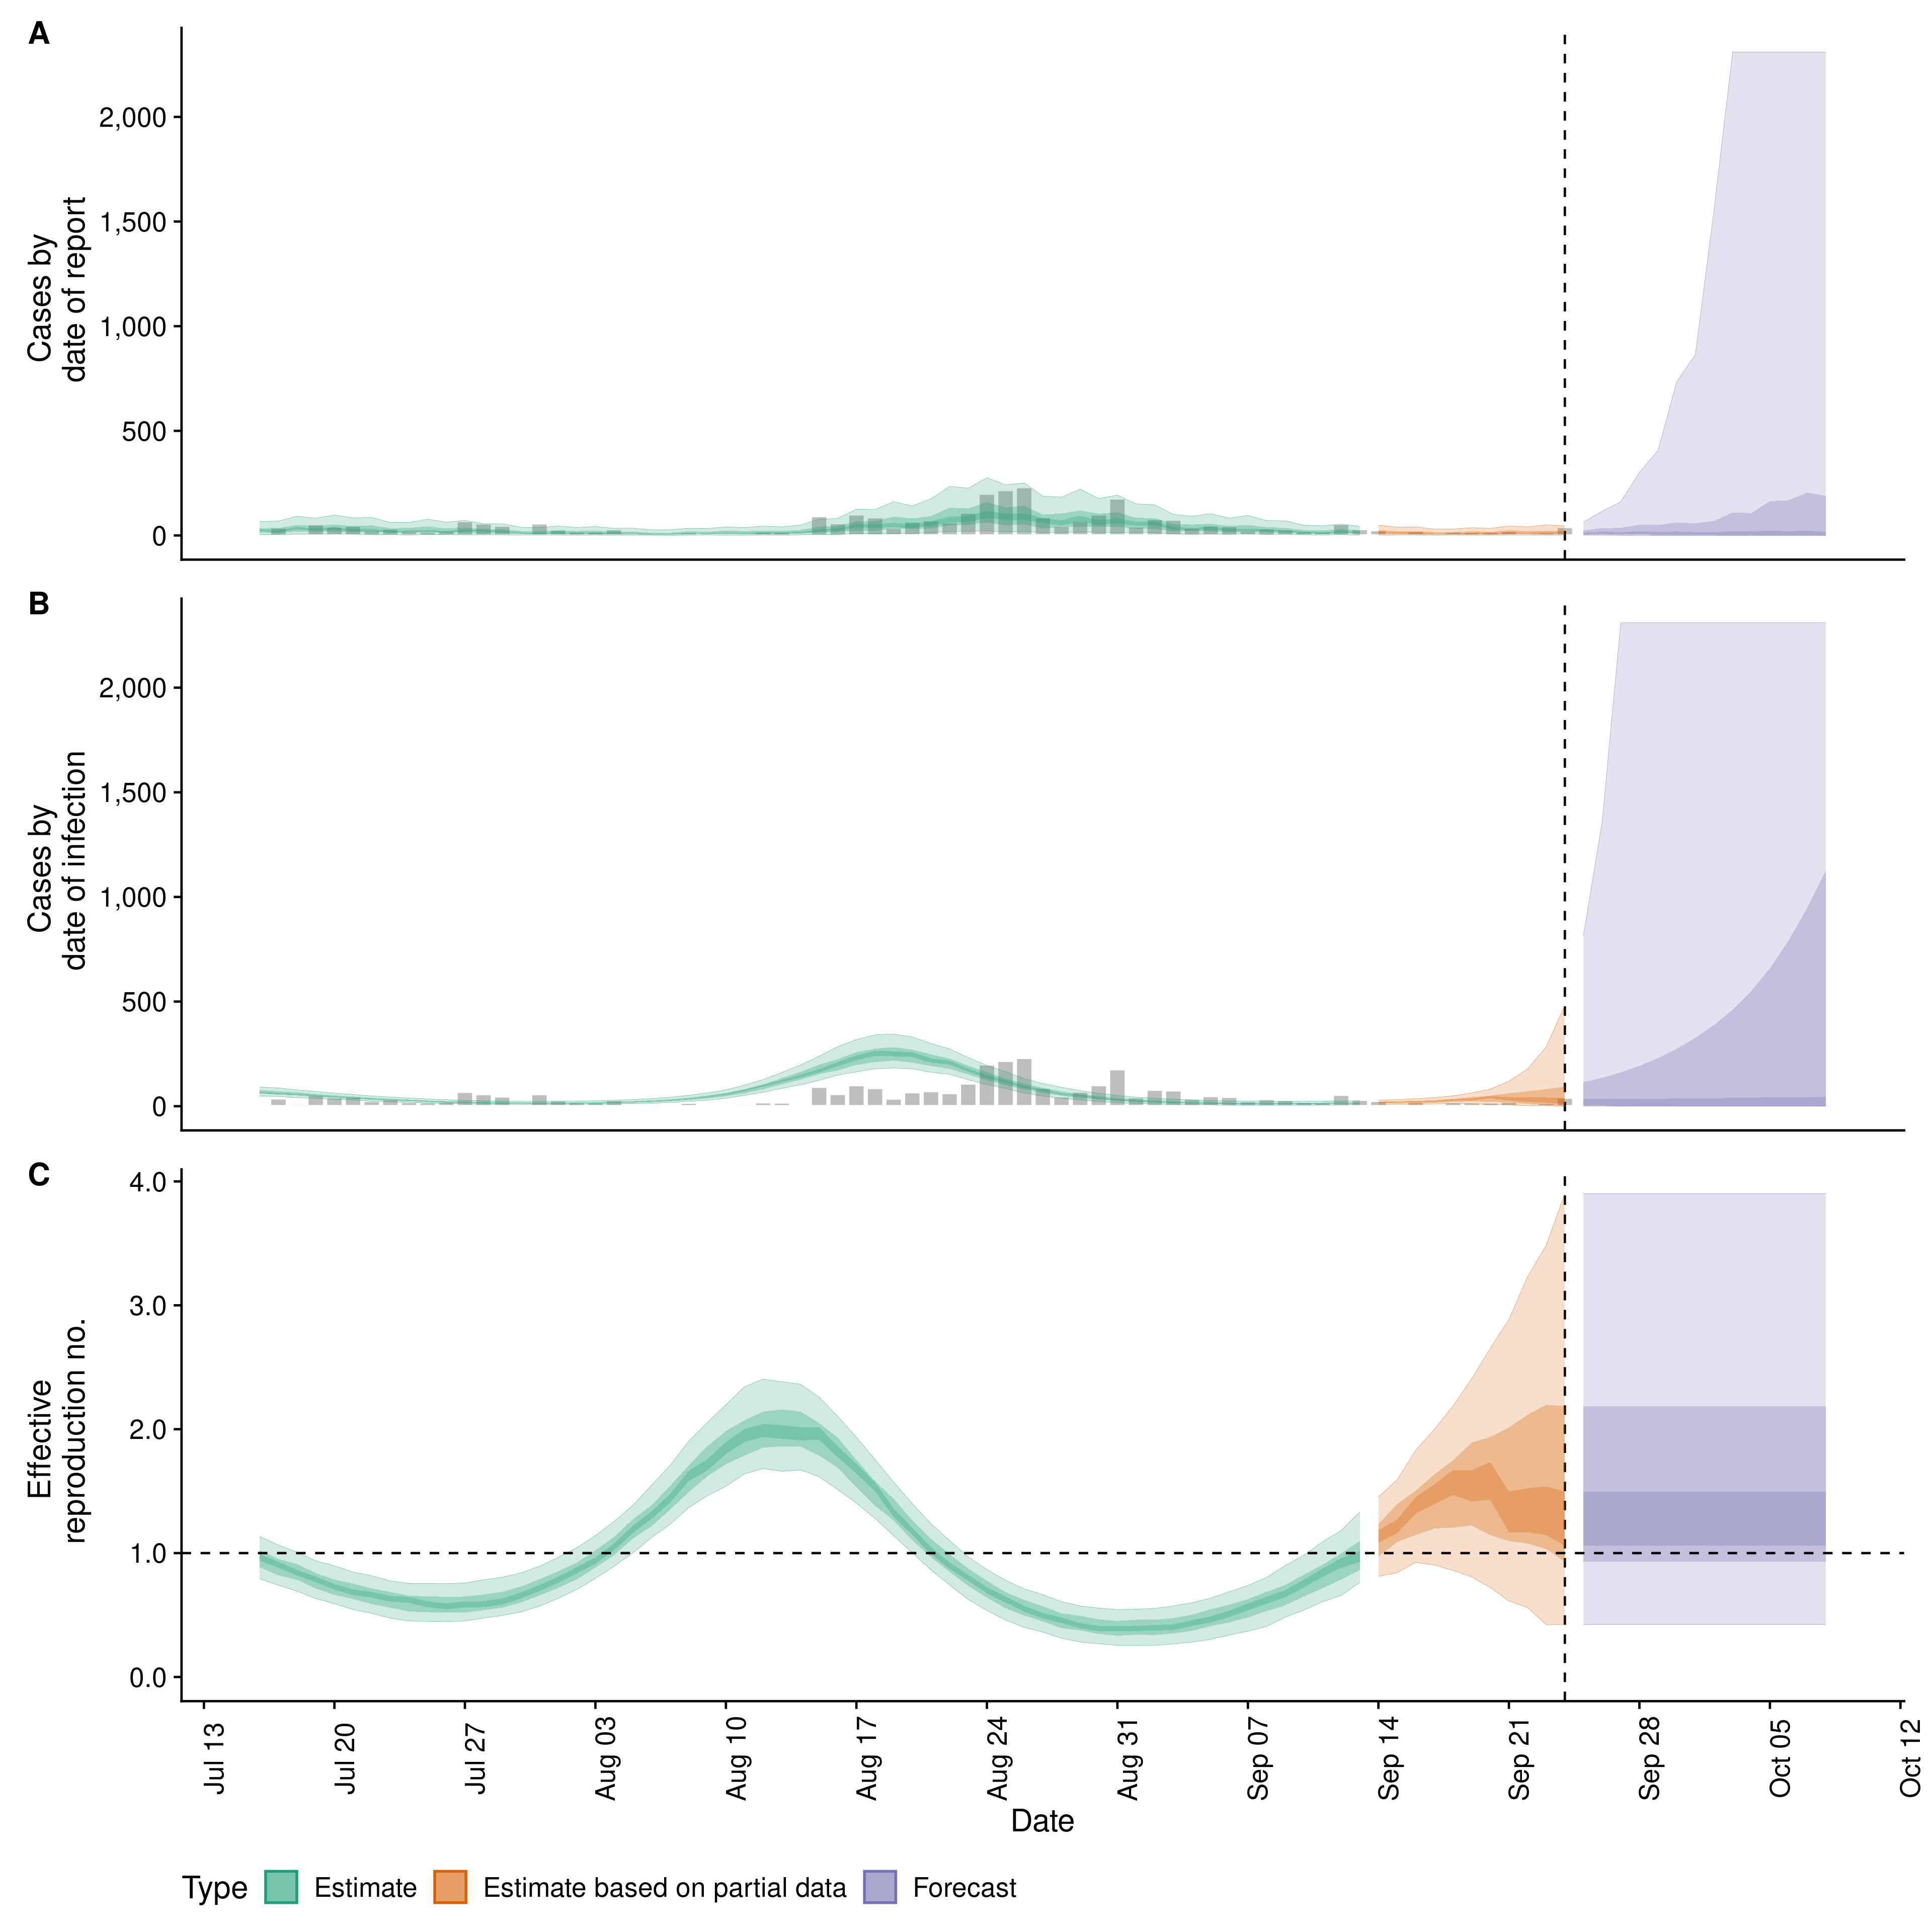 A
Cases by
date of report
2,000
1,500
1,000
500
0
B
Cases by
date of infection
2,000
1,500
1,000
500
0
C
Effective
reproduction no.
4.0
3.0
2.0
1.0
0.0
Jul 13
Jul 20
Jul 27
Aug 03
Aug 10
Aug 17
Aug 24
Aug 31
Sep 07
Sep 14
Sep 21
Sep 28
Oct 05
Oct 12
Date
Type Estimate Estimate based on partial data Forecast